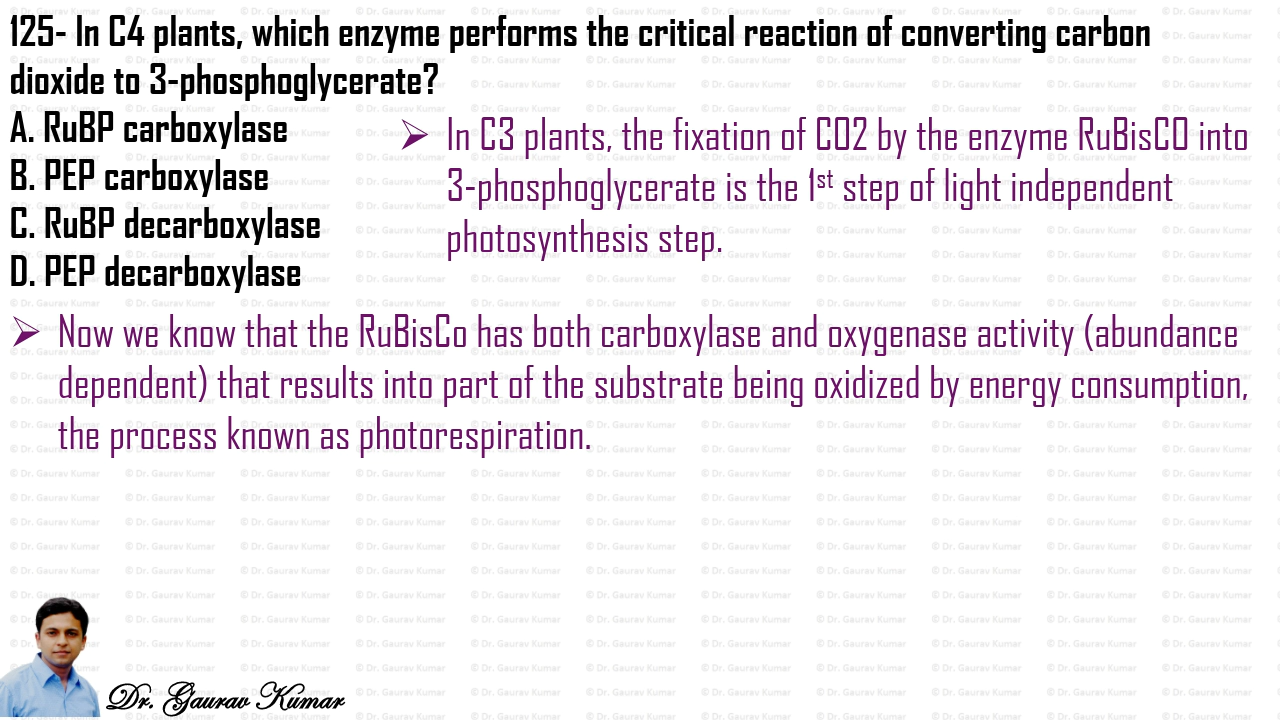 125- In C4 plants, which enzyme performs the critical reaction of converting carbon
dioxide to 3-phosphoglycerate?
A. RuBP carboxylase
B. PEP carboxylase
C. RuBP decarboxylase
D. PEP decarboxylase
➢ In C3 plants, the fixation of CO2 by the enzyme RuBisCO into
3-phosphoglycerate is the 1st step of light independent
photosynthesis step.
➢ Now we know that the RuBisCo has both carboxylase and oxygenase activity (abundance
dependent) that results into part of the substrate being oxidized by energy consumption,
the process known as photorespiration.
Dr. Gaurav Kumar
© Dr. Gaurav Kumar